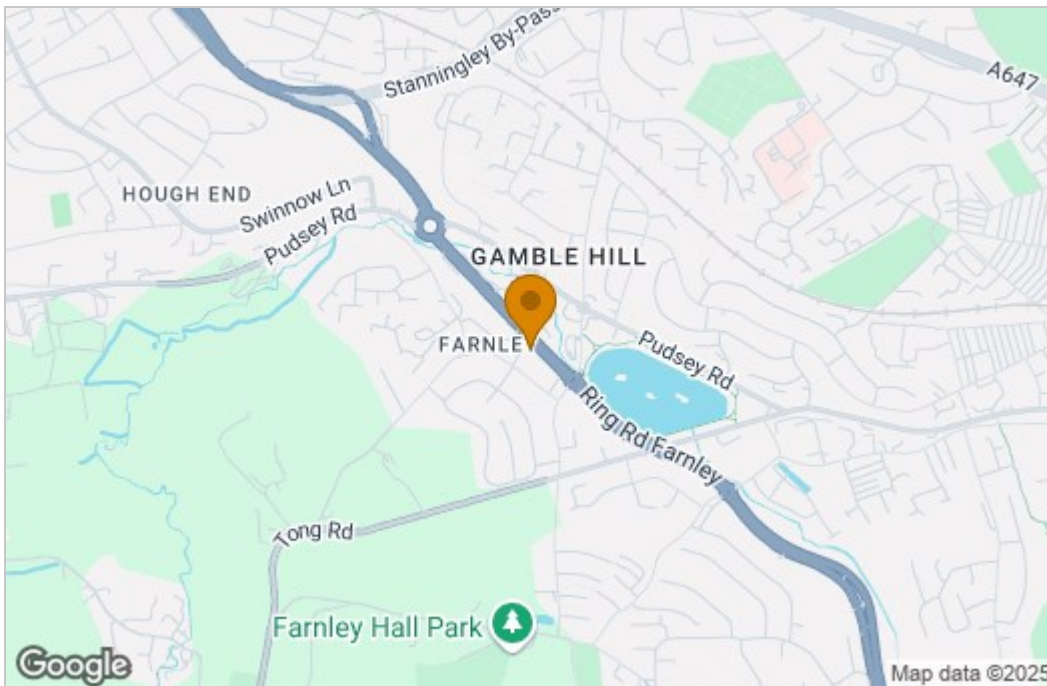 Stanningley By-Pass
A647
HOUGH END
Swinnow Ln
Pudsey Rd
GAMBLE HILL
FARNLEY
Pudsey Rd
Ring Rd Farnley
Tong Rd
Farnley Hall Park
Google
Map data ©2025